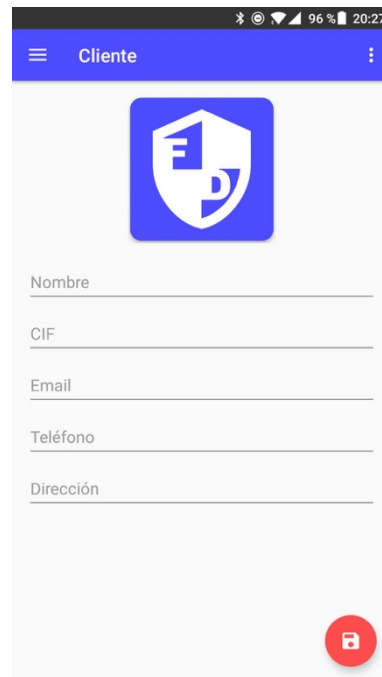 96 % 20:27
Cliente
F
D
Nombre
CIF
Email
Teléfono
Dirección